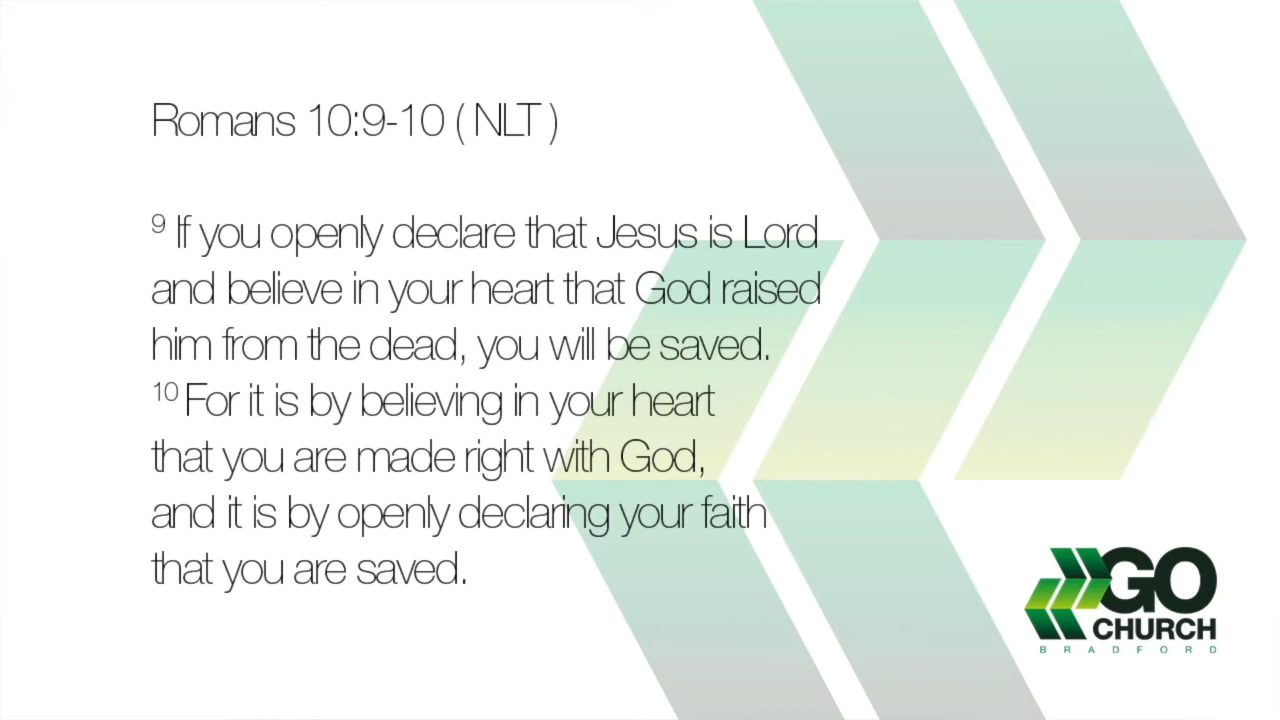 Romans 10:9-10 ( NLT )
9 If you openly declare that Jesus is Lord
and believe in your heart that God raised
him from the dead, you will be saved.
10 For it is by believing in your heart
that you are made right with God,
and it is by openly declaring your faith
that you are saved.
GO
CHURCH
BRADFORD